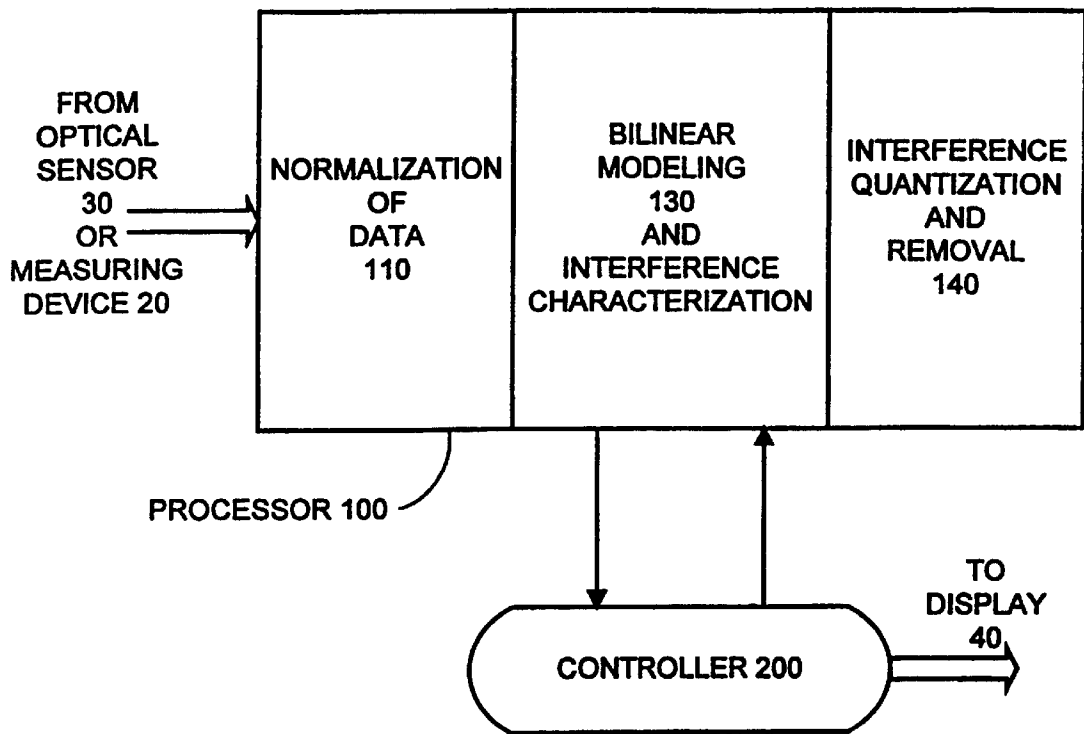 FROM
OPTICAL
SENSOR
30
OR
MEASURING
DEVICE 20
NORMALIZATION
OF
DATA
110
BILINEAR
MODELING
130
AND
INTERFERENCE
CHARACTERIZATION
INTERFERENCE
QUANTIZATION
AND
REMOVAL
140
PROCESSOR 100
CONTROLLER 200
TO
DISPLAY
40